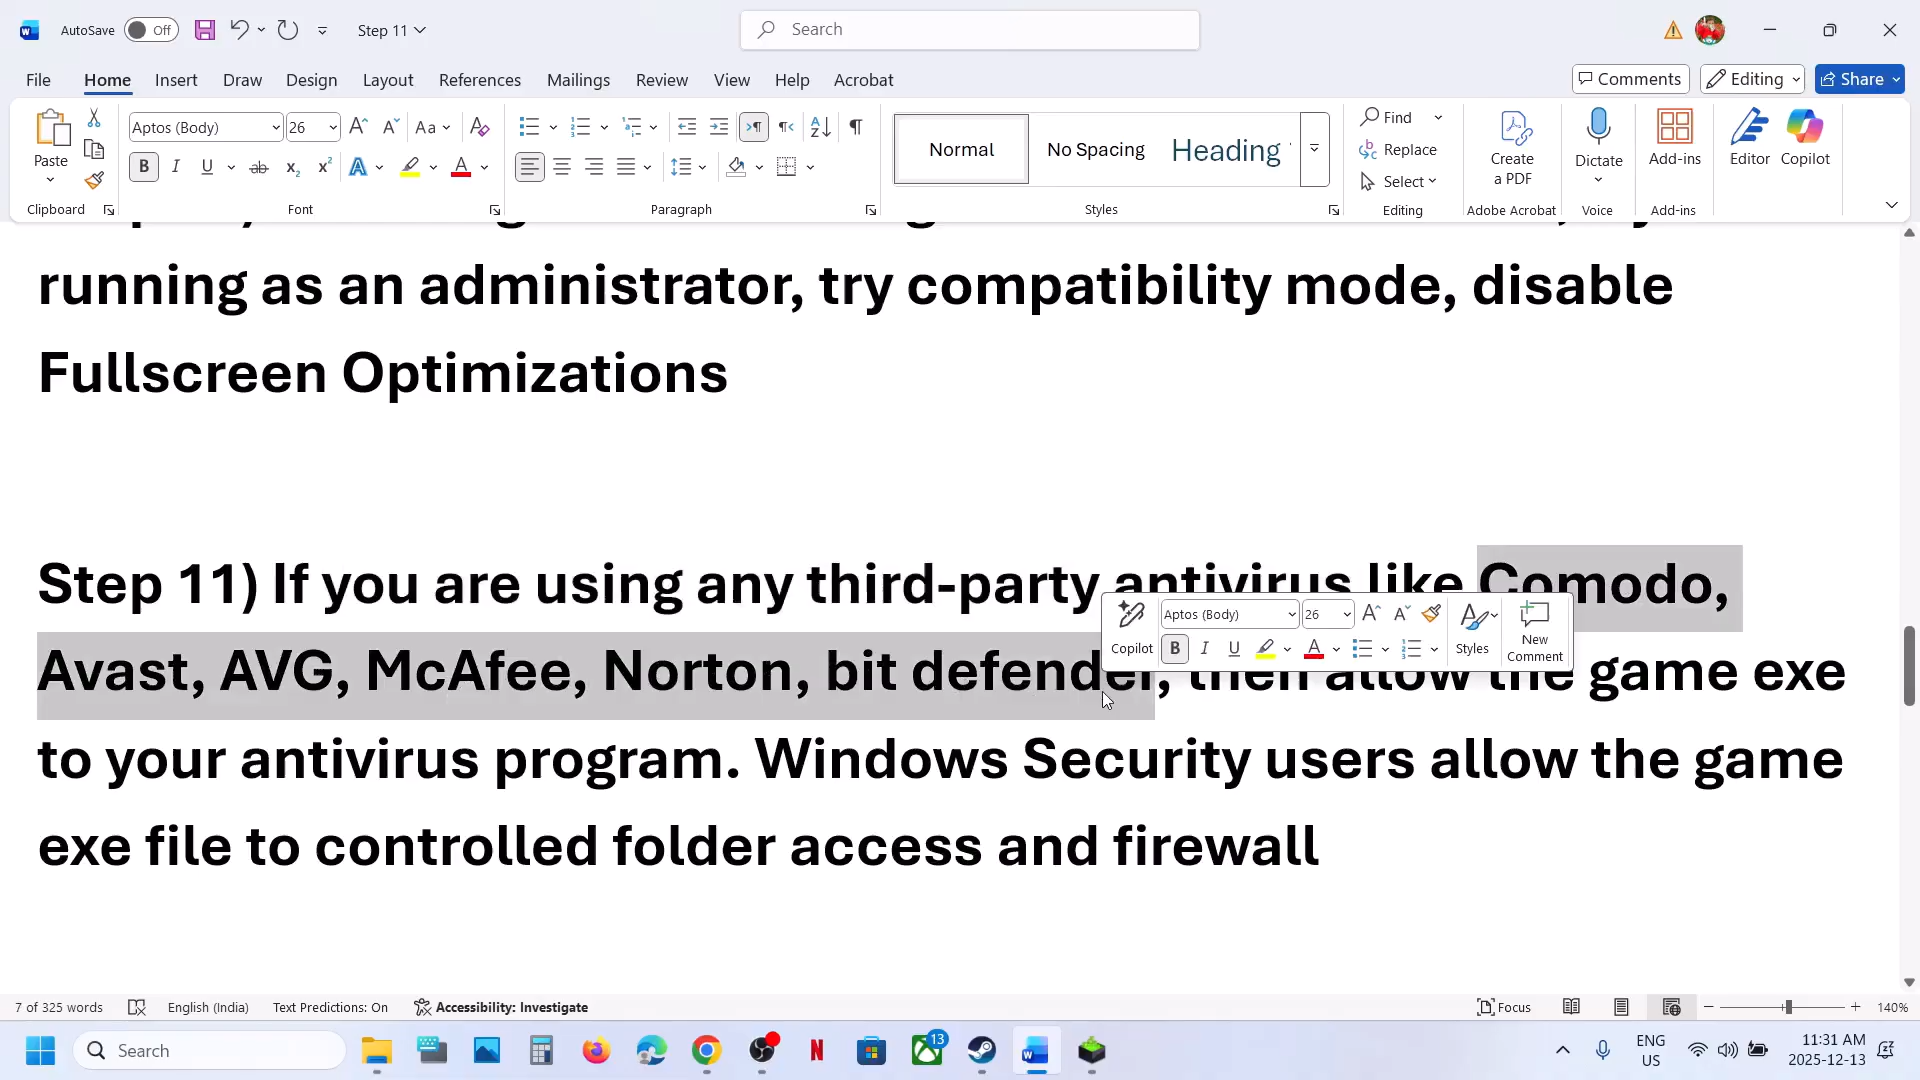 AutoSave Off Step 11 Search
File Home Insert Draw Design Layout References Mailings Review View Help Acrobat Comments Editing Share
Paste Aptos (Body) 26 Aa Normal No Spacing Heading Find Replace Select Create a PDF Dictate Add-ins Editor Copilot
Clipboard Font Paragraph Styles Editing Adobe Acrobat Voice Add-ins
running as an administrator, try compatibility mode, disable
Fullscreen Optimizations
Step 11) If you are using any third-party antivirus like Comodo,
Avast, AVG, McAfee, Norton, bit defender, then allow the game exe
to your antivirus program. Windows Security users allow the game
exe file to controlled folder access and firewall
Aptos (Body) 26
Copilot Styles New Comment
7 of 325 words English (India) Text Predictions: On Accessibility: Investigate Focus 140%
Search 13 ENG US 11:31 AM 2025-12-13